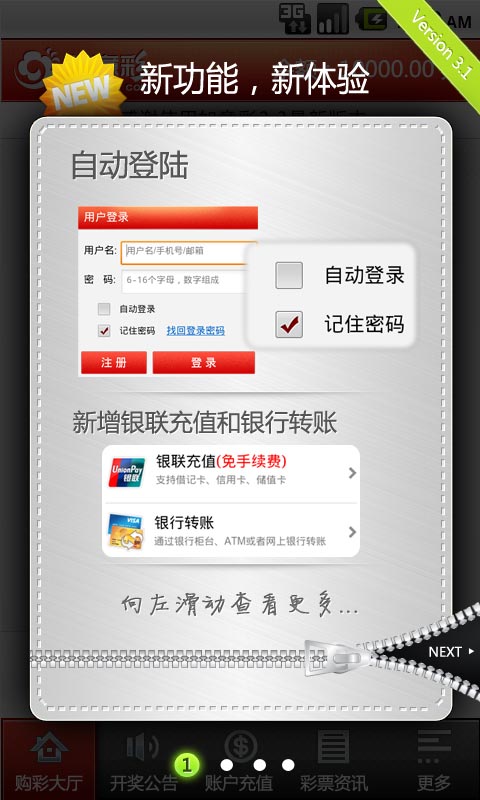 3G
AM
Version 3.1
NEW
新功能，新体验
自动登陆
用户登录
用户名:
用户名/手机号/邮箱
密 码:
6-16个字母，数字组成
自动登录
记住密码
找回登录密码
注 册
登 录
自动登录
记住密码
新增银联充值和银行转账
UnionPay
银联
银联充值(免手续费)
支持借记卡、信用卡、储值卡
VISA
银行转账
通过银行柜台、ATM或者网上银行转账
向左滑动查看更多...
NEXT
1
购彩大厅
开奖公告
账户充值
彩票资讯
更多